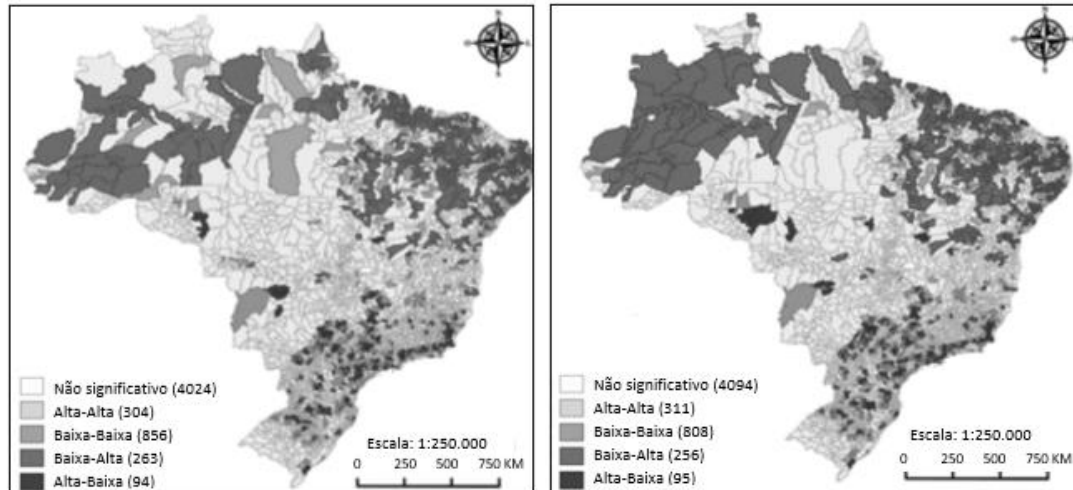 Não significativo (4024)
Alta-Alta (304)
Baixa-Baixa (856)
Baixa-Alta (263)
Alta-Baixa (94)
Escala: 1:250.000
0 250 500 750 KM
Não significativo (4094)
Alta-Alta (311)
Baixa-Baixa (808)
Baixa-Alta (256)
Alta-Baixa (95)
Escala: 1:250.000
0 250 500 750 KM